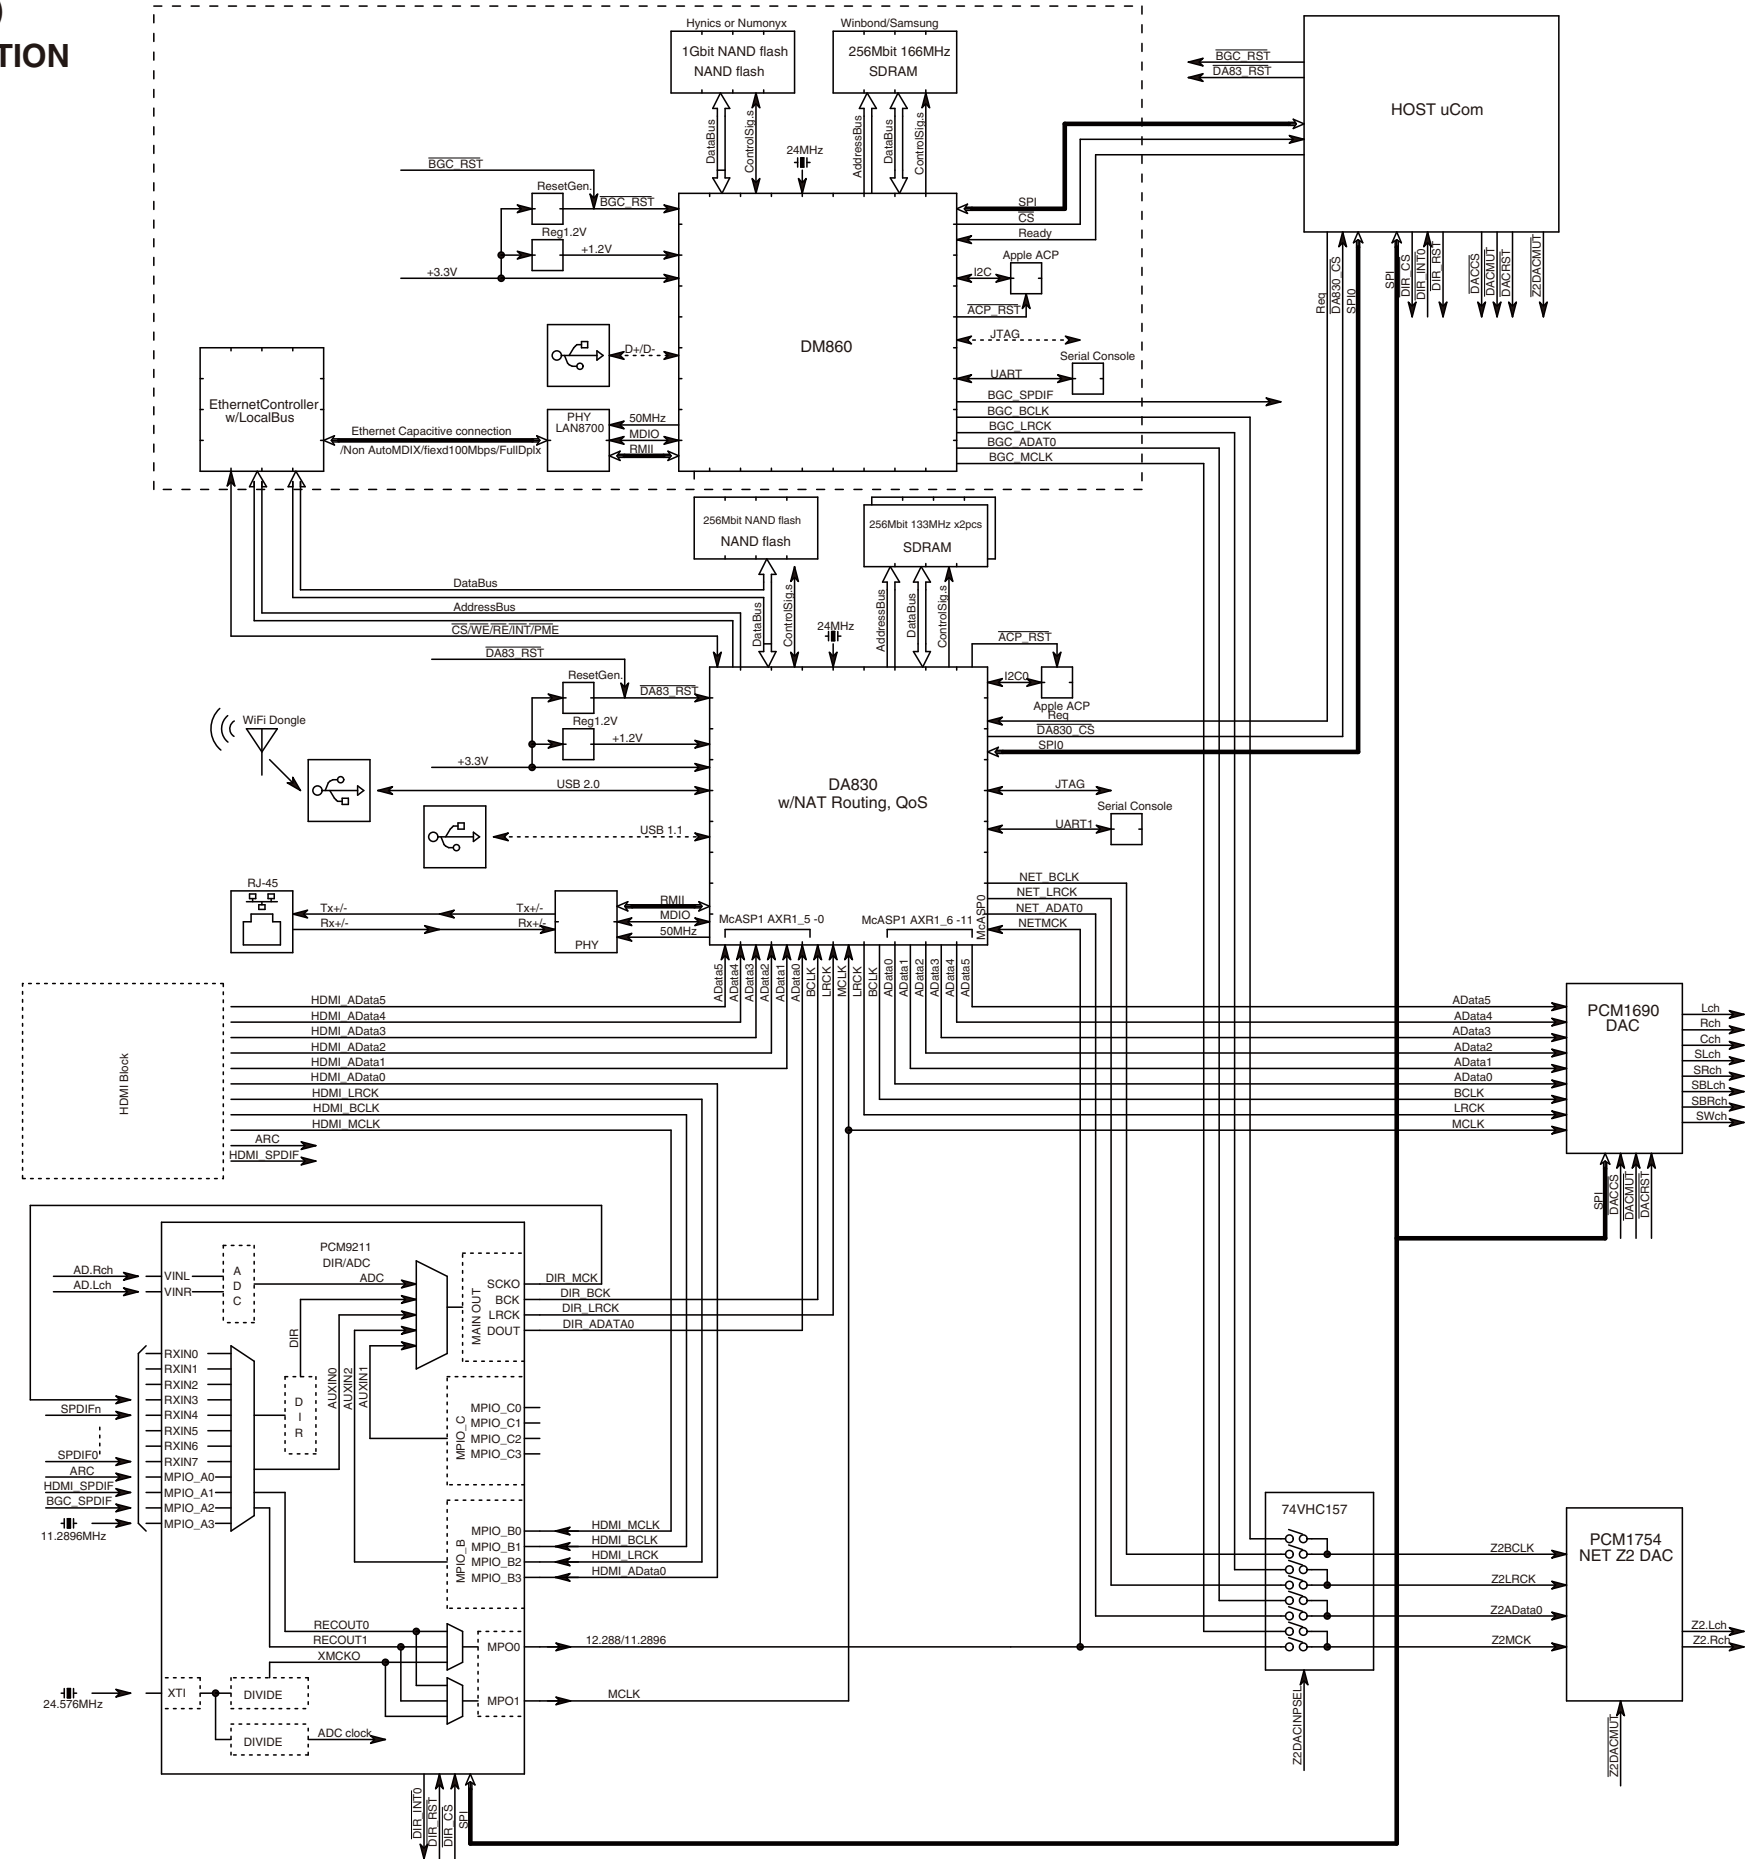 )
TION
Hynics or Numonyx
1Gbit NAND flash
NAND flash
Winbond/Samsung
256Mbit 166MHz
SDRAM
HOST uCom
BGC_RST
DA83_RST
DataBus
ControlSig.s
24MHz
AddressBus
DataBus
ControlSig.s
BGC_RST
ResetGen.
BGC_RST
Reg1.2V
+1.2V
+3.3V
SPI
CS
Ready
Apple ACP
I2C
ACP_RST
JTAG
Serial Console
UART
DM860
D+/D-
Req
DA830_CS
SPI0
SPI
DIR_CS
DIR_INT0
DIR_RST
DACCS
DACMUT
DACRST
Z2DACMUT
EthernetController
w/LocalBus
Ethernet Capacitive connection
/Non AutoMDIX/fiexd100Mbps/FullDplx
PHY
LAN8700
50MHz
MDIO
RMII
BGC_SPDIF
BGC_BCLK
BGC_LRCK
BGC_ADAT0
BGC_MCLK
256Mbit NAND flash
NAND flash
256Mbit 133MHz x2pcs
SDRAM
DataBus
AddressBus
CS/WE/RE/INT/PME
DataBus
ControlSig.s
24MHz
AddressBus
DataBus
ControlSig.s
DA83_RST
ResetGen.
DA83_RST
Reg1.2V
+1.2V
+3.3V
ACP_RST
I2C0
Apple ACP
Req
DA830_CS
SPI0
WiFi Dongle
USB 2.0
USB 1.1
DA830
w/NAT Routing, QoS
JTAG
Serial Console
UART1
RJ-45
Tx+/-
Tx+/-
Rx+/-
Rx+/-
PHY
RMII
MDIO
50MHz
McASP1 AXR1_5 -0
McASP1 AXR1_6 -11
McASP0
NET_BCLK
NET_LRCK
NET_ADAT0
NETMCK
AData5
AData4
AData3
AData2
AData1
AData0
BCLK
LRCK
MCLK
LRCK
BCLK
AData0
AData1
AData2
AData3
AData4
AData5
HDMI Block
HDMI_AData5
HDMI_AData4
HDMI_AData3
HDMI_AData2
HDMI_AData1
HDMI_AData0
HDMI_LRCK
HDMI_BCLK
HDMI_MCLK
ARC
HDMI_SPDIF
AData5
AData4
AData3
AData2
AData1
AData0
BCLK
LRCK
MCLK
PCM1690
DAC
Lch
Rch
Cch
SLch
SRch
SBLch
SBRch
SWch
SPI
DACCS
DACMUT
DACRST
AD.Rch
AD.Lch
VINL
VINR
A
D
C
PCM9211
DIR/ADC
ADC
MAIN OUT
SCKO
BCK
LRCK
DOUT
DIR_MCK
DIR_BCK
DIR_LRCK
DIR_ADATA0
DIR
AUXIN0
AUXIN2
AUXIN1
D
I
R
RXIN0
RXIN1
RXIN2
RXIN3
RXIN4
RXIN5
RXIN6
RXIN7
MPIO_A0
MPIO_A1
MPIO_A2
MPIO_A3
SPDIFn
SPDIF0
ARC
HDMI_SPDIF
BGC_SPDIF
11.2896MHz
MPIO_C
MPIO_C0
MPIO_C1
MPIO_C2
MPIO_C3
MPIO_B
MPIO_B0
MPIO_B1
MPIO_B2
MPIO_B3
HDMI_MCLK
HDMI_BCLK
HDMI_LRCK
HDMI_AData0
RECOUT0
RECOUT1
XMCKO
MPO0
MPO1
12.288/11.2896
MCLK
24.576MHz
XTI
DIVIDE
DIVIDE
ADC clock
DIR_INT0
DIR_RST
DIR_CS
SPI
74VHC157
Z2DACINPSEL
Z2BCLK
Z2LRCK
Z2AData0
Z2MCK
PCM1754
NET Z2 DAC
Z2.Lch
Z2.Rch
Z2DACMUT